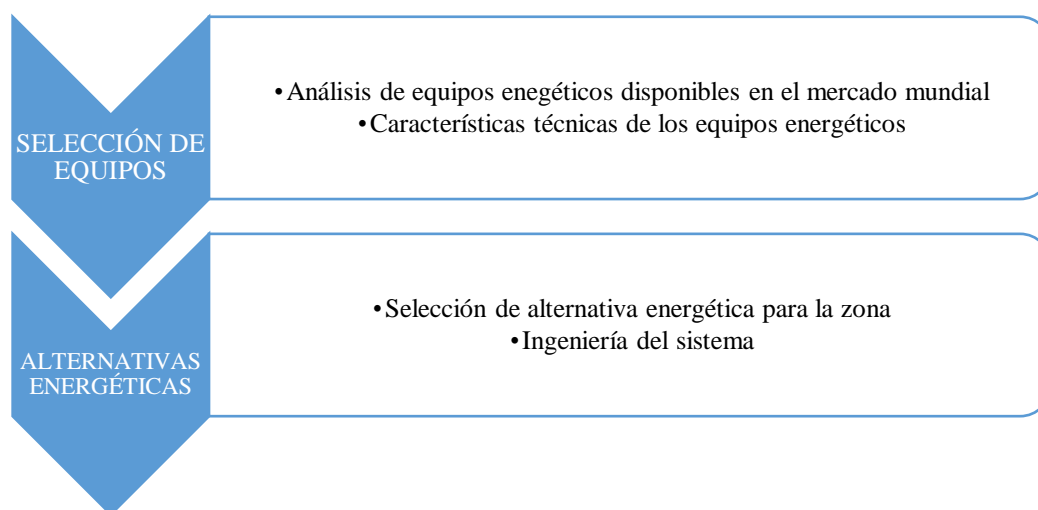 SELECCIÓN DE
EQUIPOS
•Análisis de equipos enegéticos disponibles en el mercado mundial
•Características técnicas de los equipos energéticos
ALTERNATIVAS
ENERGÉTICAS
•Selección de alternativa energética para la zona
•Ingeniería del sistema